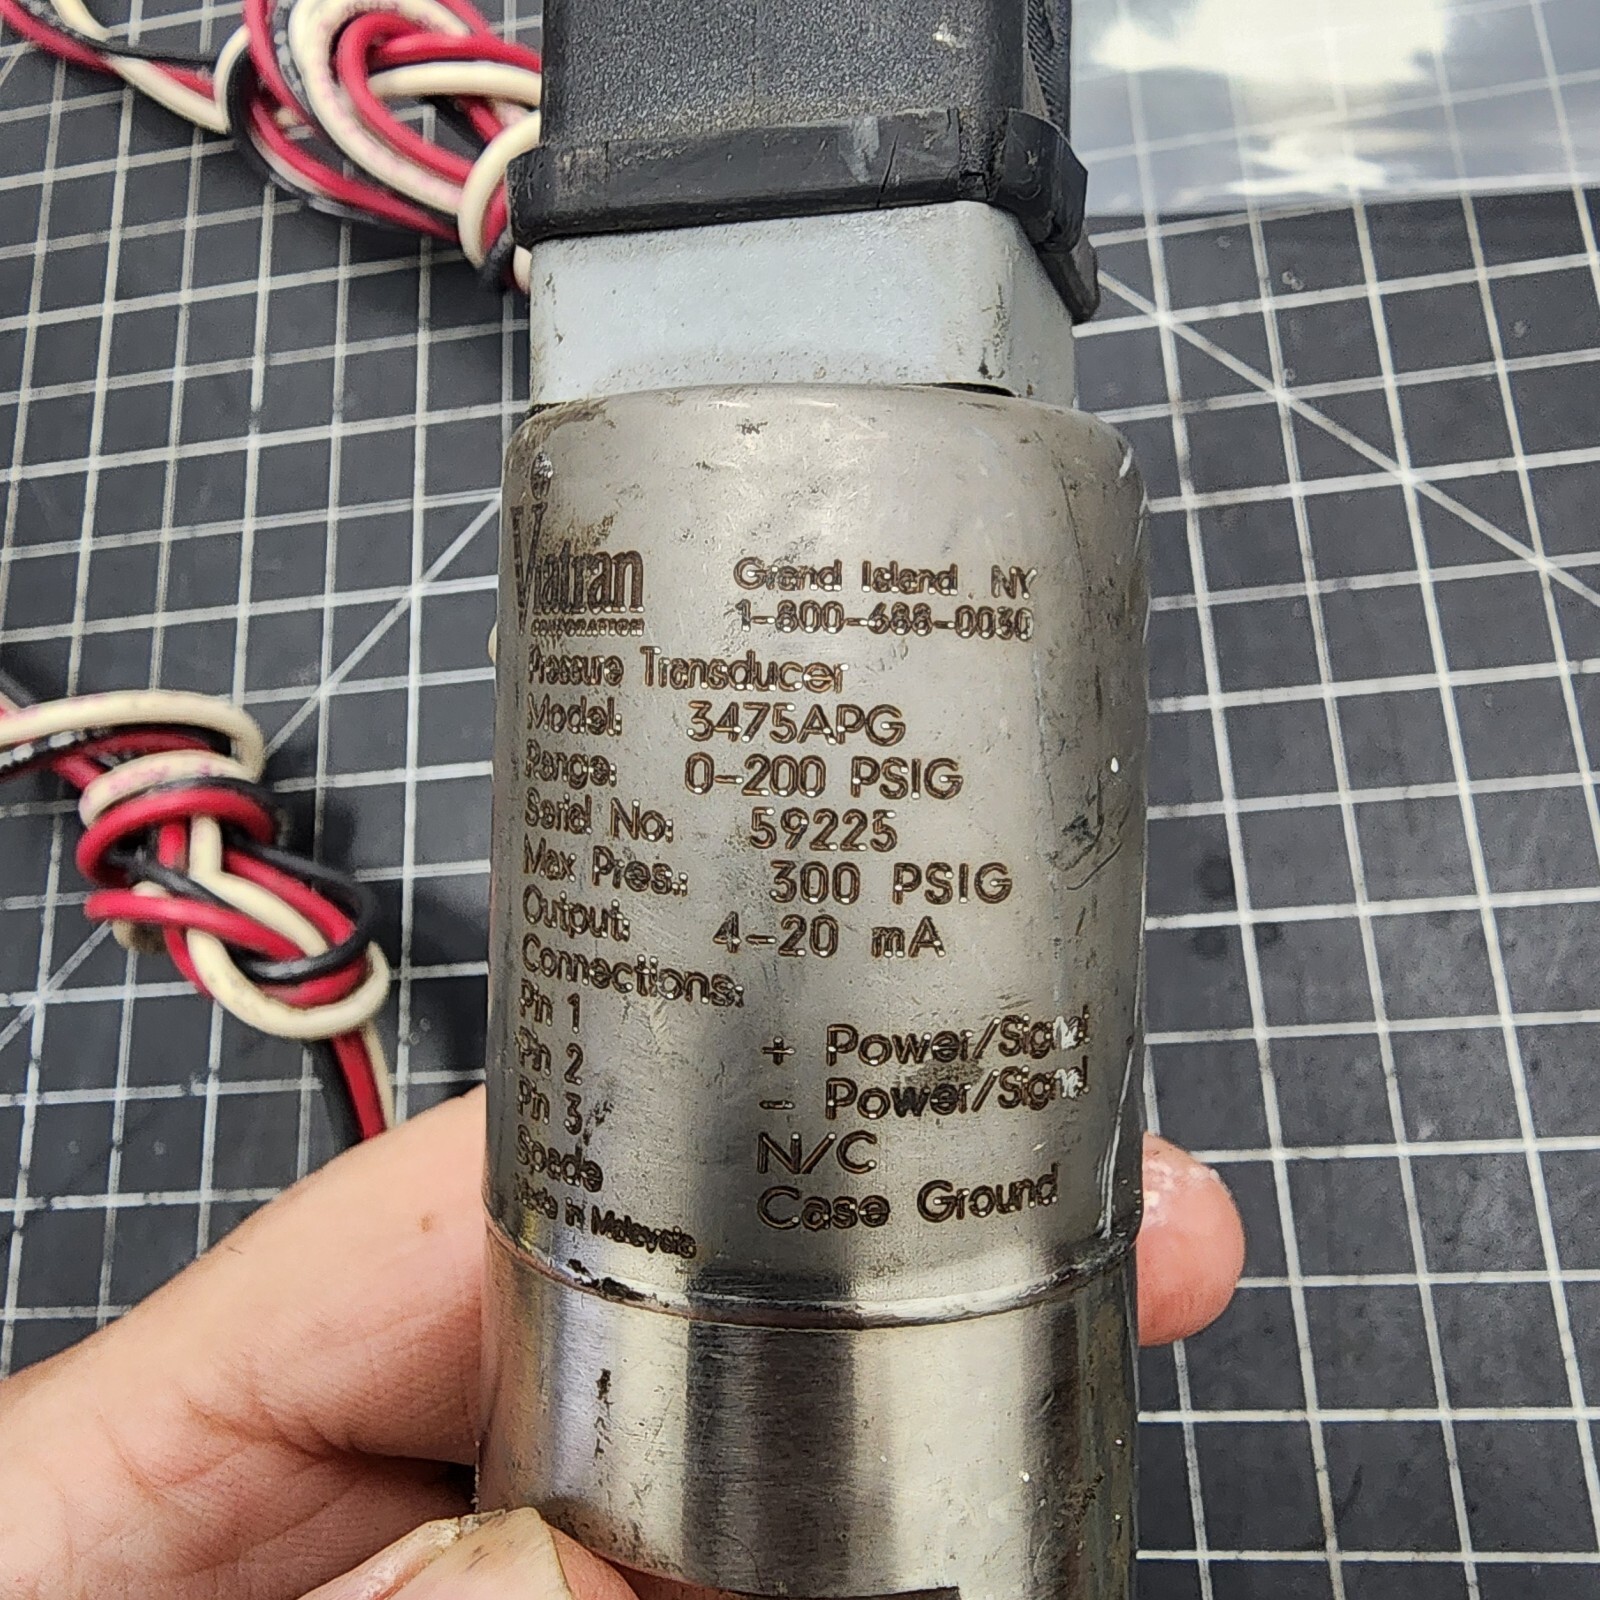 Viatran
CORPORATION
Grand Island, NY
1-800-688-0030
Pressure Transducer
Model: 3475APG
Range: 0-200 PSIG
Serial No: 59225
Max Pres.: 300 PSIG
Output: 4-20 mA
Connections:
Pin 1 + Power/Signal
Pin 2 - Power/Signal
Pin 3 N/C
Spade Case Ground
Made in Malaysia